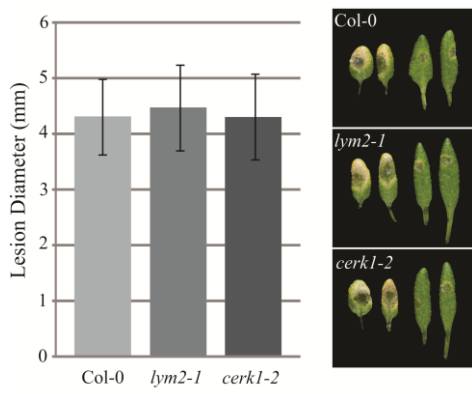 6
5
4
3
2
1
0
Lesion Diameter (mm)
Col-0 lym2-1 cerk1-2
Col-0
lym2-1
cerk1-2